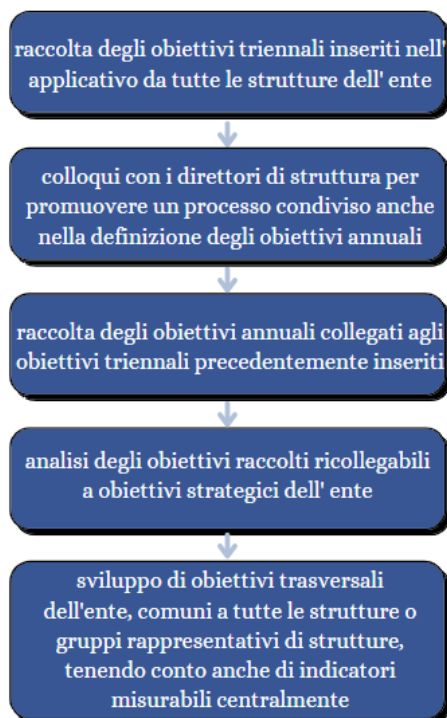 raccolta degli obiettivi triennali inseriti nell'
applicativo da tutte le strutture dell' ente
colloqui con i direttori di struttura per
promuovere un processo condiviso anche
nella definizione degli obiettivi annuali
raccolta degli obiettivi annuali collegati agli
obiettivi triennali precedentemente inseriti
analisi degli obiettivi raccolti ricollegabili
a obiettivi strategici dell' ente
sviluppo di obiettivi trasversali
dell'ente, comuni a tutte le strutture o
gruppi rappresentativi di strutture,
tenendo conto anche di indicatori
misurabili centralmente